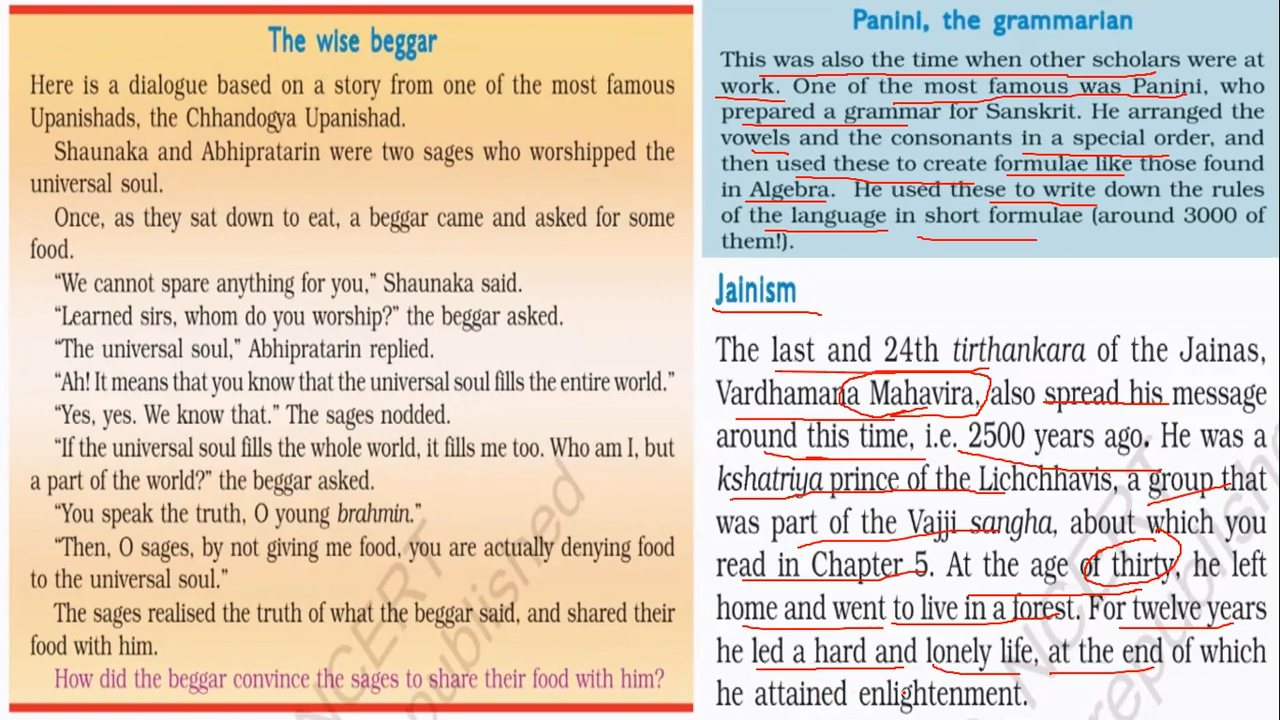 The wise beggar
Here is a dialogue based on a story from one of the most famous
Upanishads, the Chhandogya Upanishad.
Shaunaka and Abhipratarin were two sages who worshipped the
universal soul.
Once, as they sat down to eat, a beggar came and asked for some
food.
“We cannot spare anything for you,” Shaunaka said.
“Learned sirs, whom do you worship?” the beggar asked.
“The universal soul,” Abhipratarin replied.
“Ah! It means that you know that the universal soul fills the entire world.”
“Yes, yes. We know that.” The sages nodded.
“If the universal soul fills the whole world, it fills me too. Who am I, but
a part of the world?” the beggar asked.
“You speak the truth, O young brahmin.”
“Then, O sages, by not giving me food, you are actually denying food
to the universal soul.”
The sages realised the truth of what the beggar said, and shared their
food with him.
How did the beggar convince the sages to share their food with him?
Panini, the grammarian
This was also the time when other scholars were at
work. One of the most famous was Panini, who
prepared a grammar for Sanskrit. He arranged the
vowels and the consonants in a special order, and
then used these to create formulae like those found
in Algebra. He used these to write down the rules
of the language in short formulae (around 3000 of
them!).
Jainism
The last and 24th tirthankara of the Jainas,
Vardhamana Mahavira, also spread his message
around this time, i.e. 2500 years ago. He was a
kshatriya prince of the Lichchhavis, a group that
was part of the Vajji sangha, about which you
read in Chapter 5. At the age of thirty, he left
home and went to live in a forest. For twelve years
he led a hard and lonely life, at the end of which
he attained enlightenment.
NCERT
republished
NCERT
republished